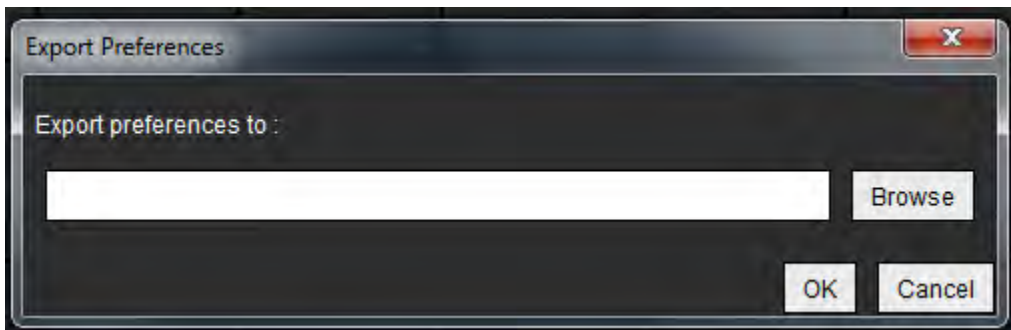 Export Preferences
Export preferences to :
Browse
OK
Cancel